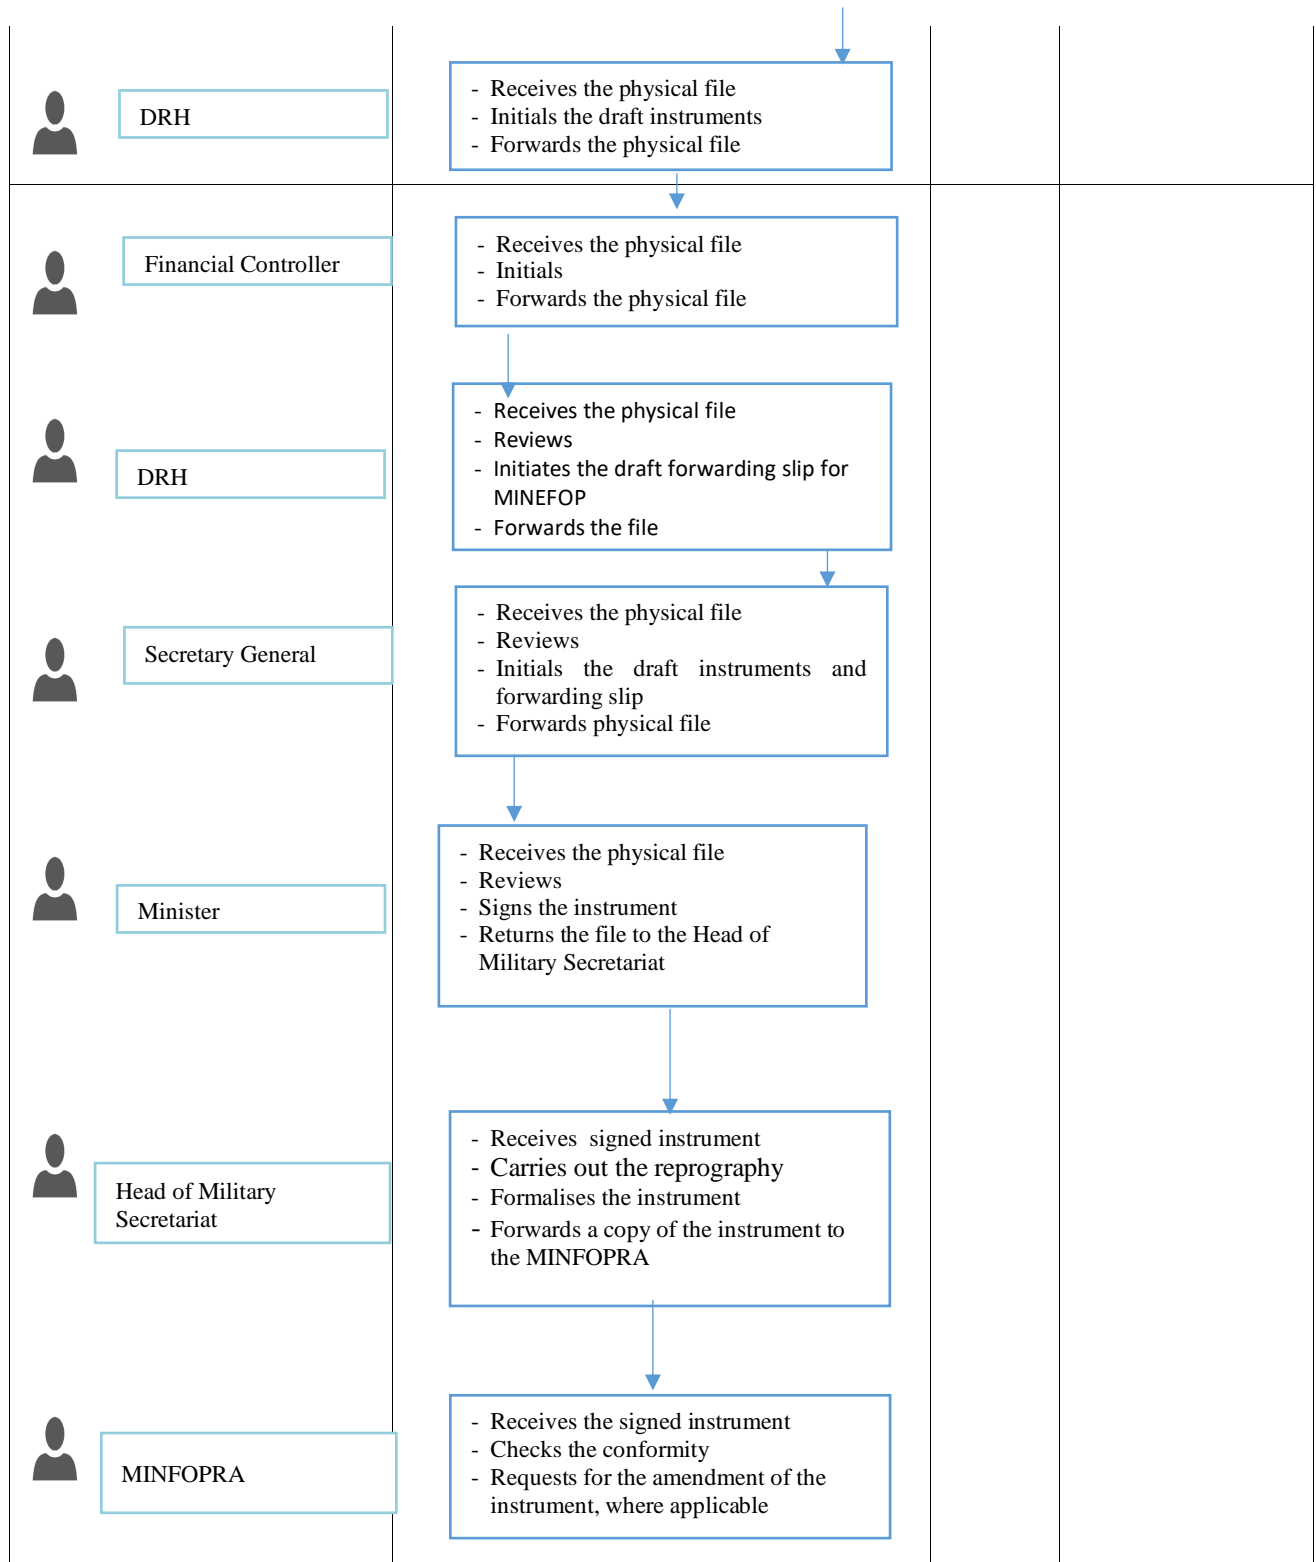 DRH
- Receives the physical file
- Initials the draft instruments
- Forwards the physical file
Financial Controller
- Receives the physical file
- Initials
- Forwards the physical file
DRH
- Receives the physical file
- Reviews
- Initiates the draft forwarding slip for
MINEFOP
- Forwards the file
Secretary General
- Receives the physical file
- Reviews
- Initials the draft instruments and
forwarding slip
- Forwards physical file
Minister
- Receives the physical file
- Reviews
- Signs the instrument
- Returns the file to the Head of
Military Secretariat
Head of Military
Secretariat
- Receives signed instrument
- Carries out the reprography
- Formalises the instrument
- Forwards a copy of the instrument to
the MINFOPRA
MINFOPRA
- Receives the signed instrument
- Checks the conformity
- Requests for the amendment of the
instrument, where applicable